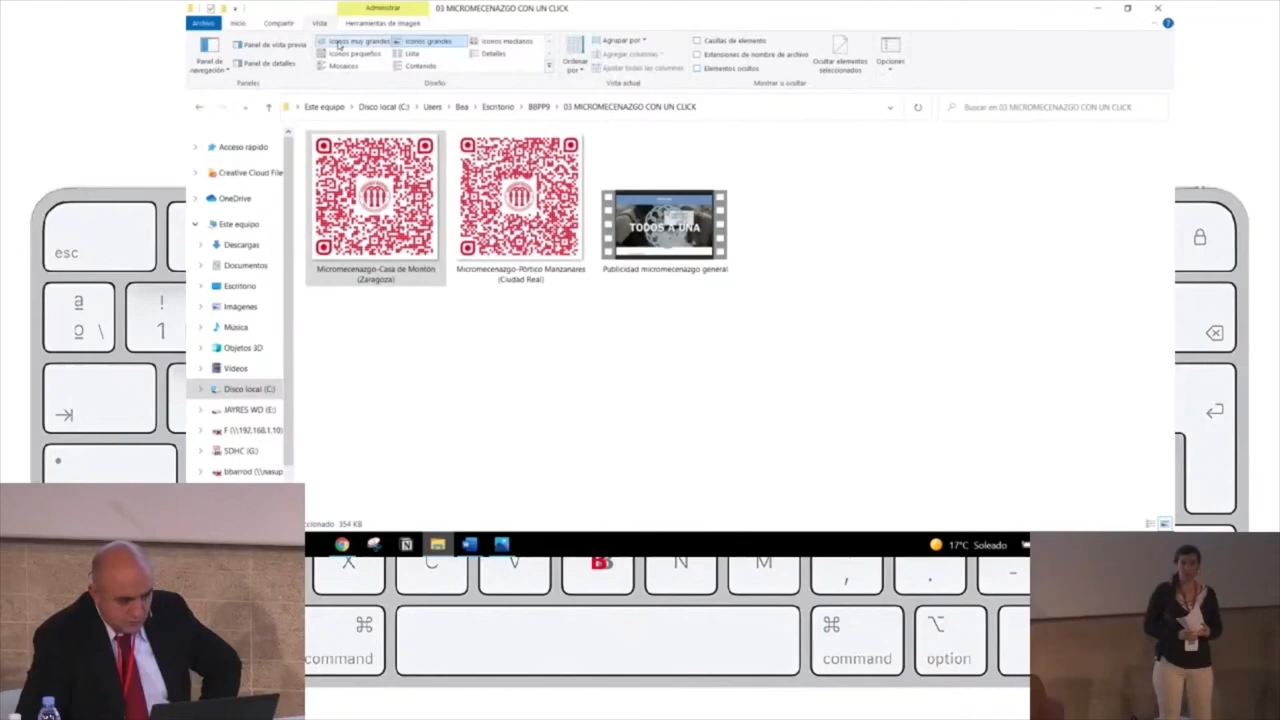 Administrar
03 MICROMECENAZGO CON UN CLICK
Archivo Inicio Compartir Vista Herramientas de imagen
Panel de navegación
Panel de vista previa
Panel de detalles
Paneles
Iconos muy grandes Iconos grandes Iconos medianos
Iconos pequeños Lista Detalles
Mosaicos Contenido
Diseño
Ordenar por
Agrupar por
Agregar columnas
Ajustar todas las columnas
Vista actual
Casillas de elemento
Extensiones de nombre de archivo
Elementos ocultos
Ocultar elementos seleccionados
Mostrar u ocultar
Opciones
Este equipo > Disco local (C:) > Users > Bea > Escritorio > BBPP9 > 03 MICROMECENAZGO CON UN CLICK
Buscar en 03 MICROMECENAZGO CON UN CLICK
Acceso rápido
Creative Cloud File
OneDrive
Este equipo
Descargas
Documentos
Escritorio
Imágenes
Música
Objetos 3D
Vídeos
Disco local (C:)
JAYRES WD (E:)
F (\\192.168.1.10)
SDHC (G:)
bbarrod (\\nasup
TODOS A UNA
Micromecenazgo-Casa de Montón
(Zaragoza)
Micromecenazgo-Pórtico Manzanares
(Ciudad Real)
Publicidad micromecenazgo general
ccionado 354 KB
17°C Soleado
esc
a
º \
!
1
X C V B N M , . -
⌘
command
⌘
command
⌥
option